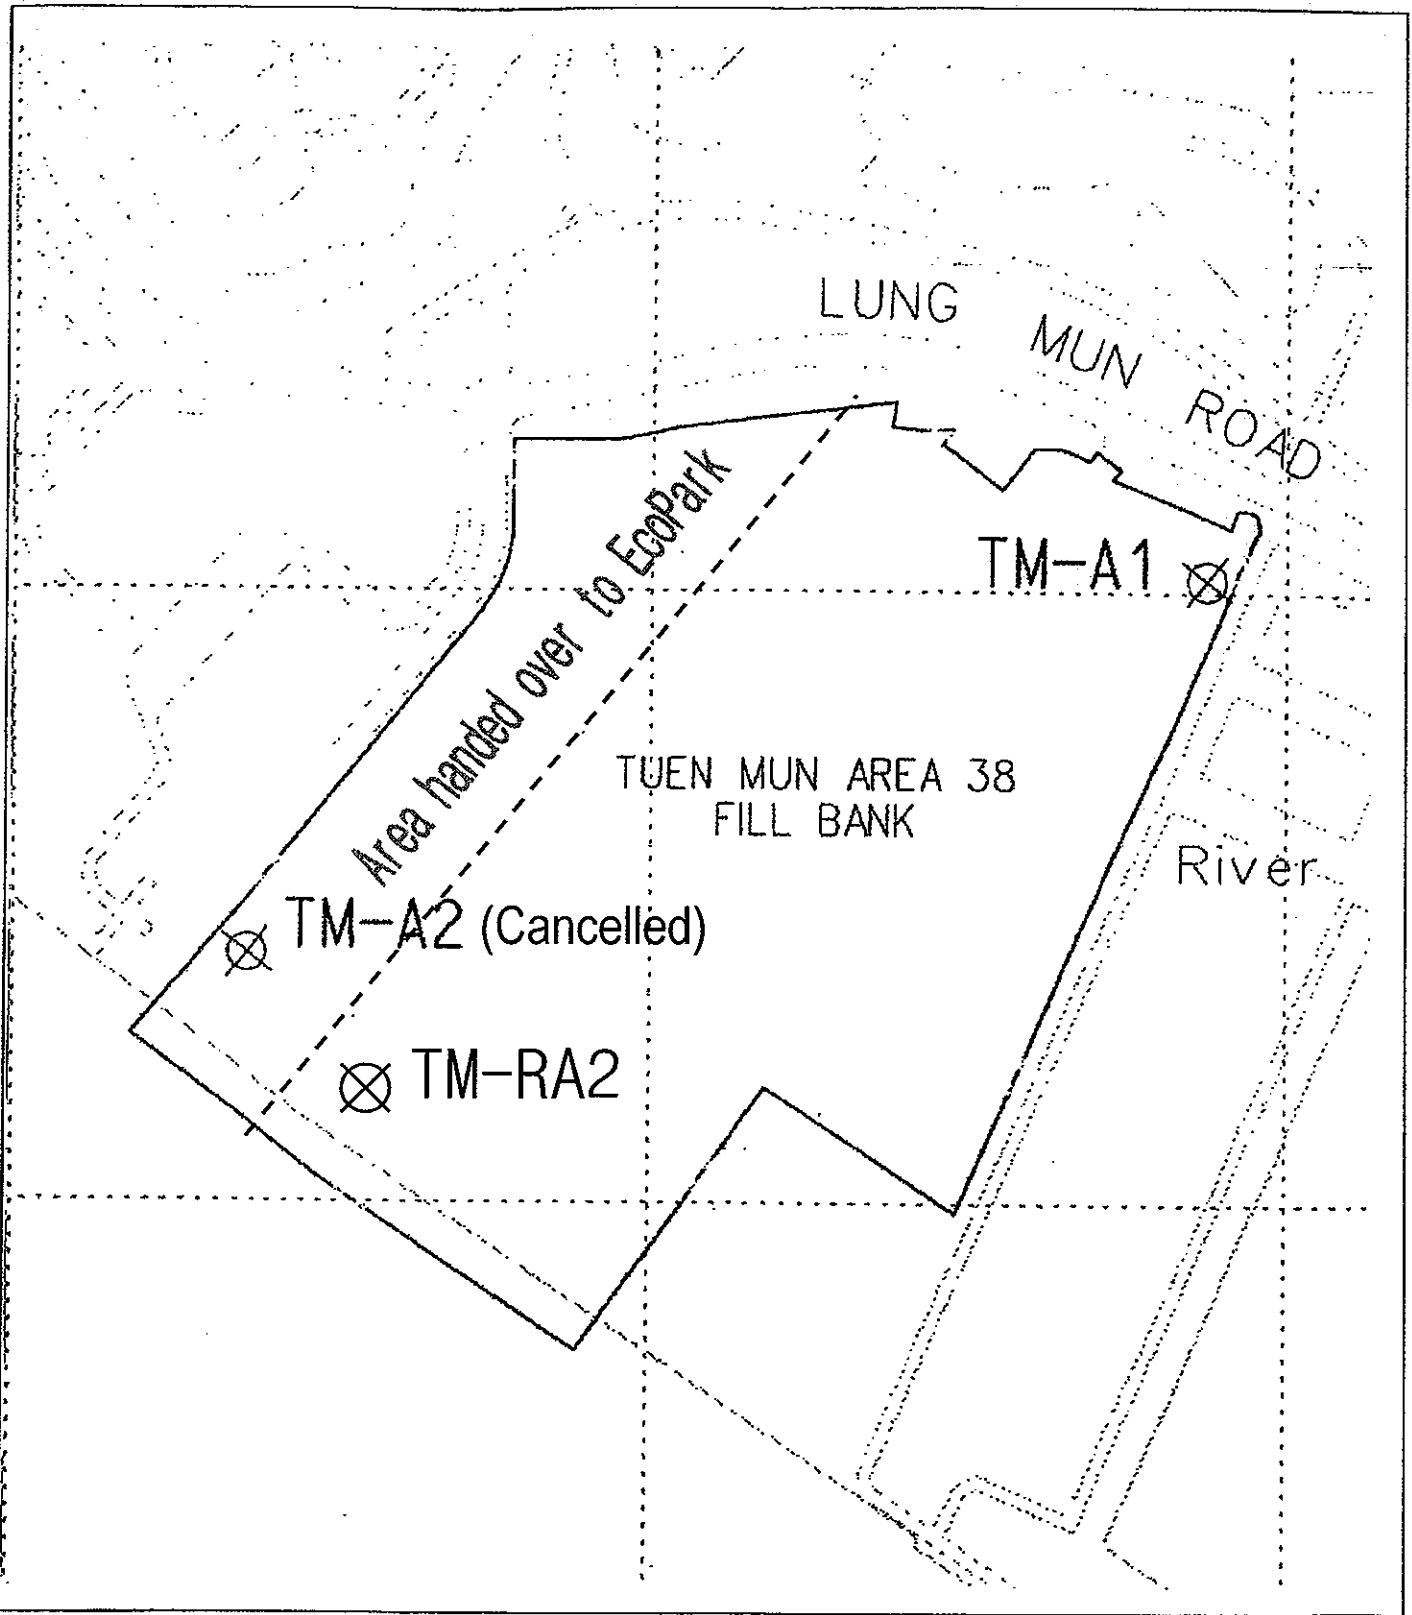 LUNG MUN ROAD
TM-A1
Area handed over to EcoPark
TUEN MUN AREA 38
FILL BANK
River
TM-A2 (Cancelled)
TM-RA2